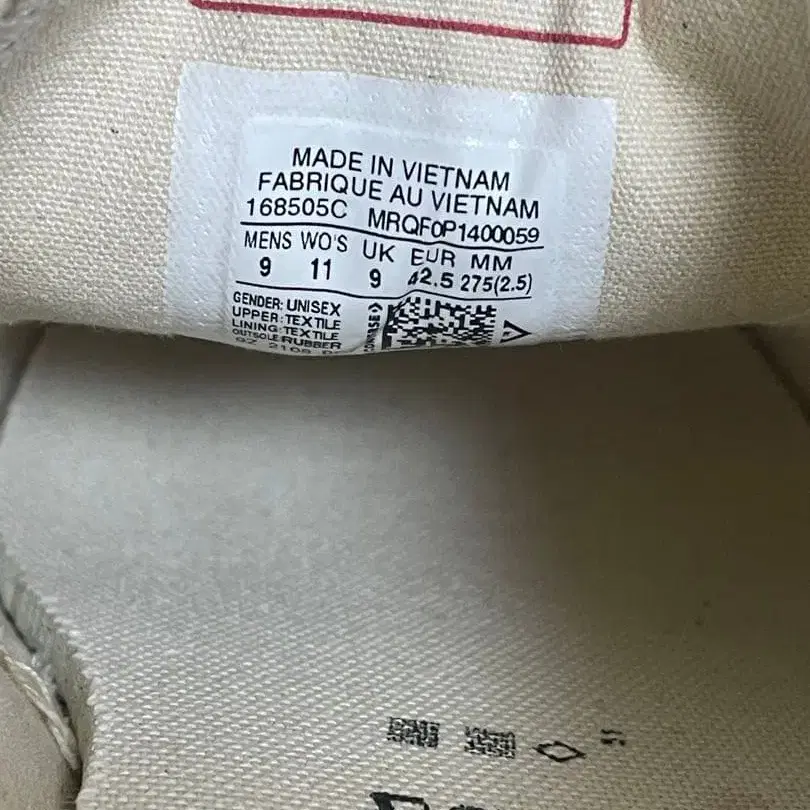 MADE IN VIETNAM
FABRIQUE AU VIETNAM
168505C MRQF0P1400059
MENS WO'S UK EUR MM
9 11 9 42.5 275(2.5)
GENDER: UNISEX
UPPER: TEXTILE
LINING: TEXTILE
OUTSOLE RUBBER
CONVERSE